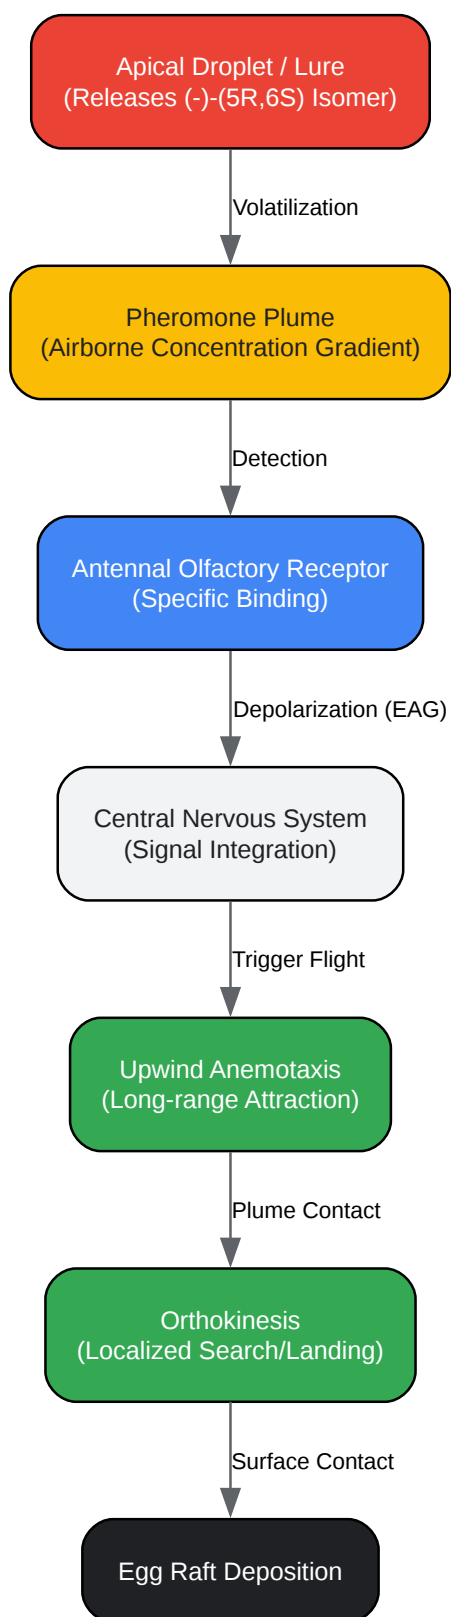 Apical Droplet / Lure
(Releases (-)-(5R,6S) Isomer)
Volatilization
Pheromone Plume
(Airborne Concentration Gradient)
Detection
Antennal Olfactory Receptor
(Specific Binding)
Depolarization (EAG)
Central Nervous System
(Signal Integration)
Trigger Flight
Upwind Anemotaxis
(Long-range Attraction)
Plume Contact
Orthokinesis
(Localized Search/Landing)
Surface Contact
Egg Raft Deposition